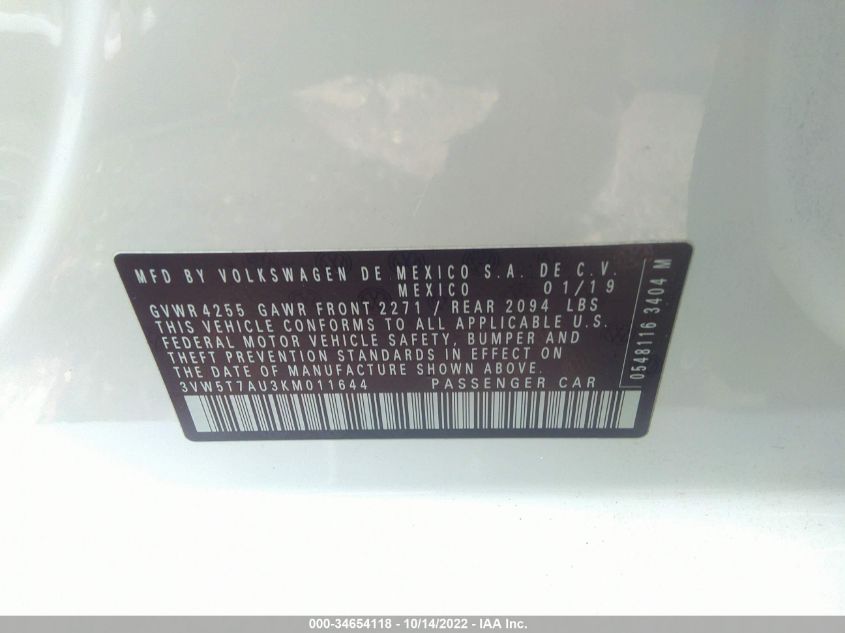 MFD BY VOLKSWAGEN DE MEXICO S.A. DE C.V.
MEXICO 01/19
GVWR 4255 GAWR FRONT 2271 / REAR 2094 LBS
THIS VEHICLE CONFORMS TO ALL APPLICABLE U.S.
FEDERAL MOTOR VEHICLE SAFETY, BUMPER AND
THEFT PREVENTION STANDARDS IN EFFECT ON
THE DATE OF MANUFACTURE SHOWN ABOVE.
3VW5T7AU3KM011644 PASSENGER CAR
0548116 3404 M
000-34654118 - 10/14/2022 - IAA Inc.